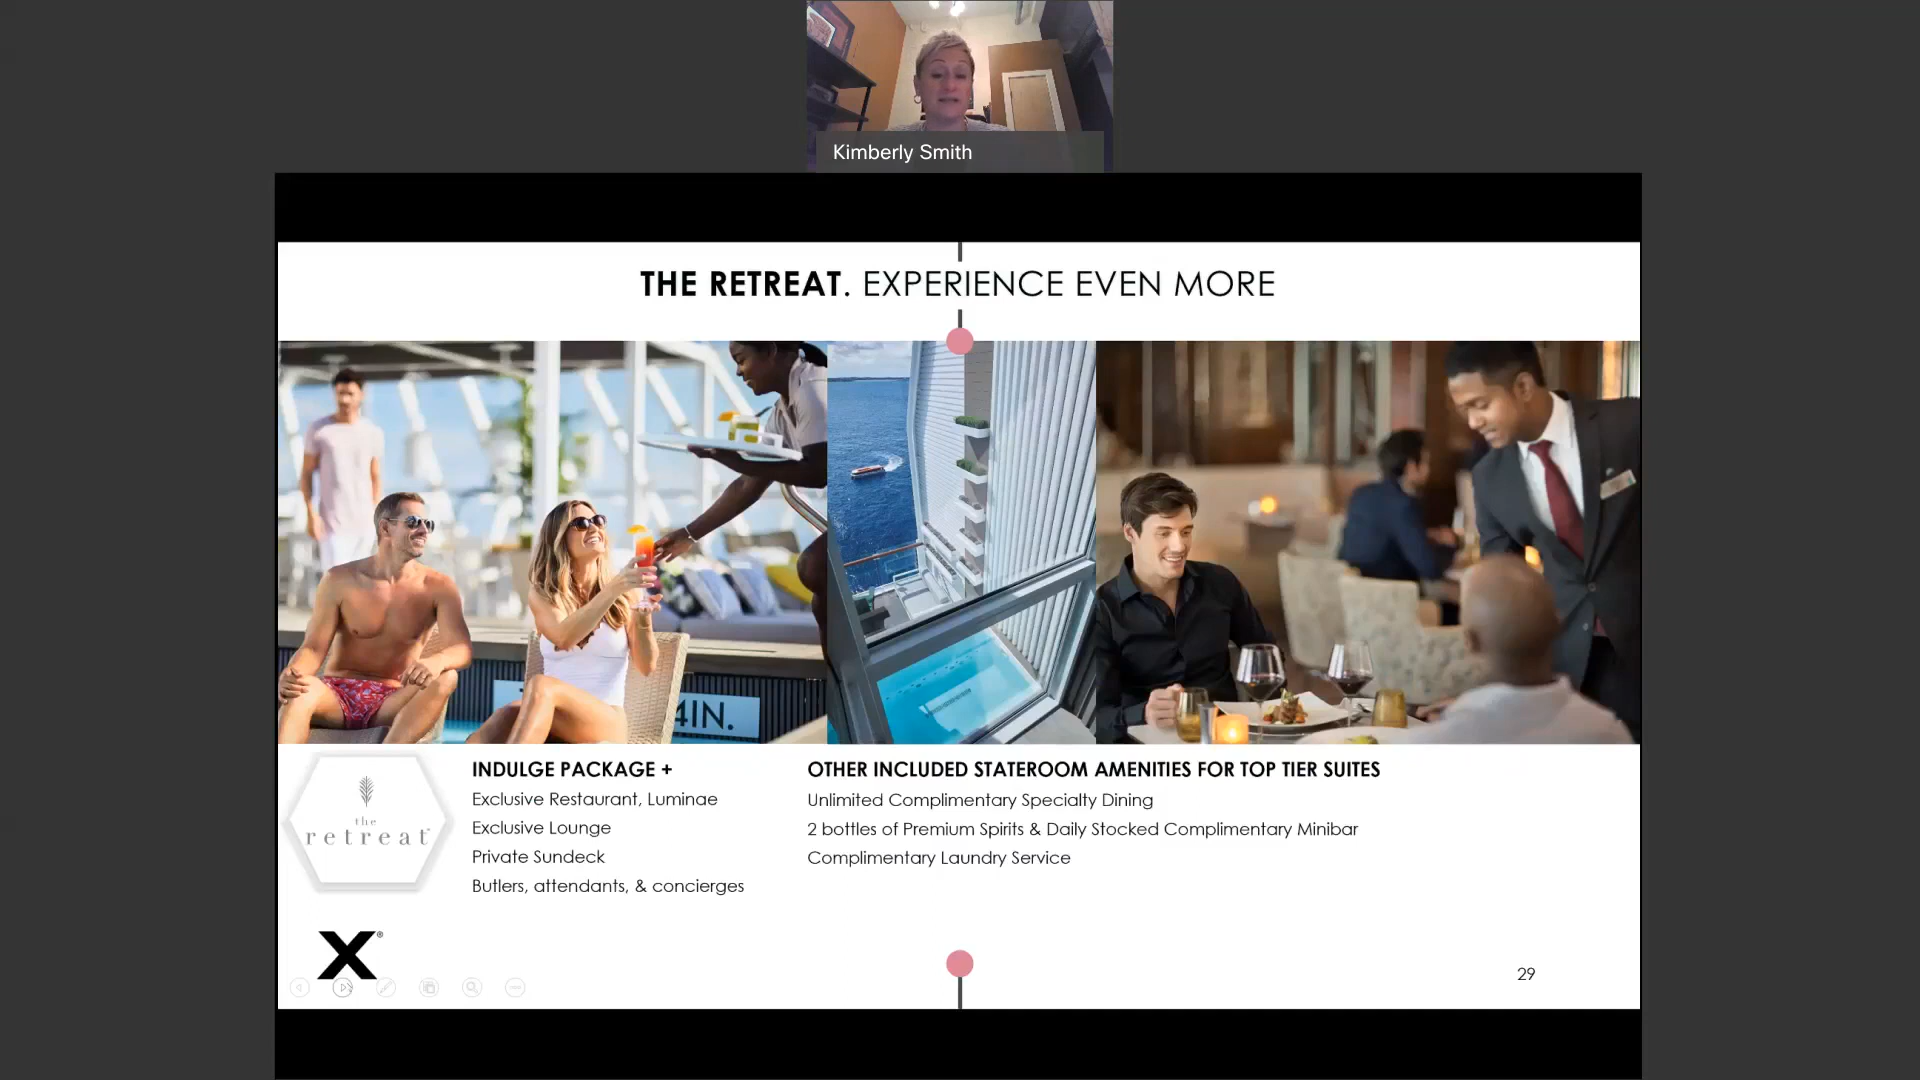 Kimberly Smith
THE RETREAT. EXPERIENCE EVEN MORE
4IN.
the
retreat
INDULGE PACKAGE +
Exclusive Restaurant, Luminae
Exclusive Lounge
Private Sundeck
Butlers, attendants, & concierges
OTHER INCLUDED STATEROOM AMENITIES FOR TOP TIER SUITES
Unlimited Complimentary Specialty Dining
2 bottles of Premium Spirits & Daily Stocked Complimentary Minibar
Complimentary Laundry Service
X®
29